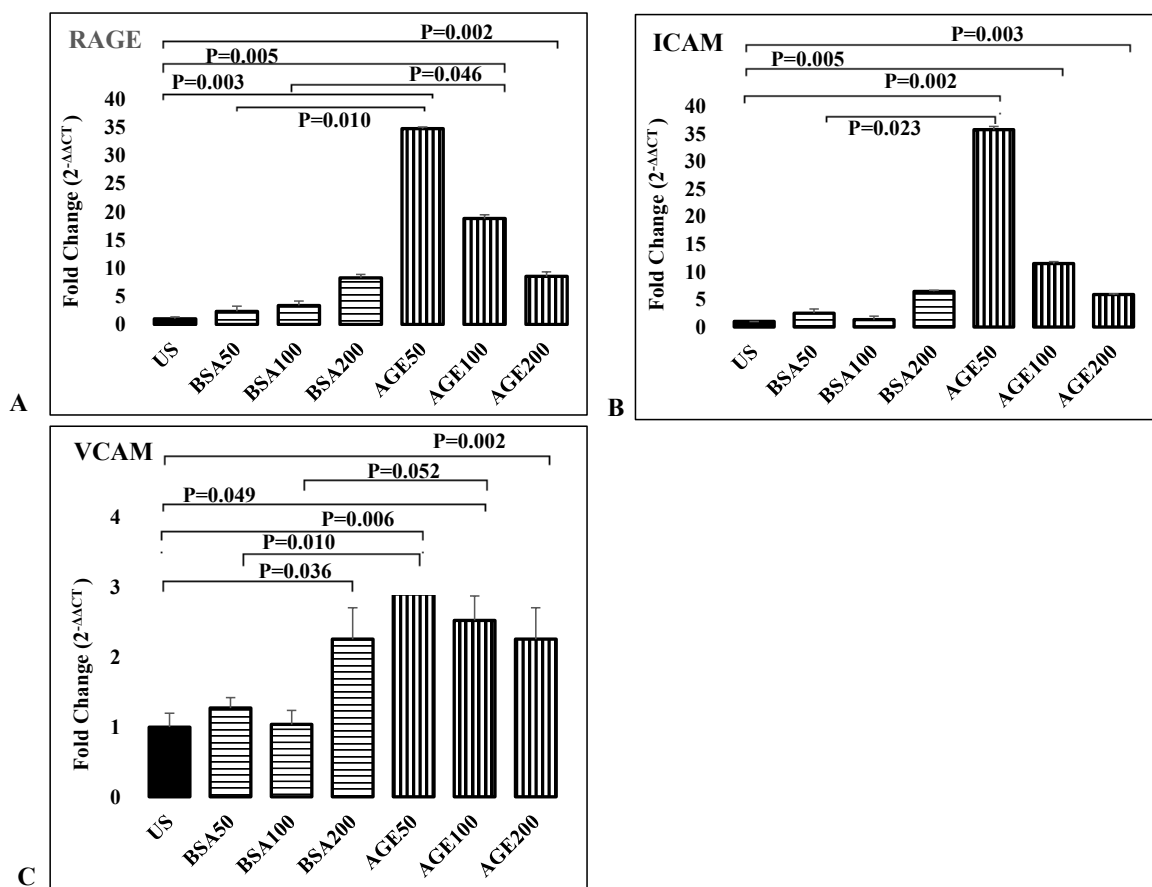 RAGE
P=0.002
P=0.005
P=0.046
P=0.003
P=0.010
Fold Change (2-ΔΔCT)
40
35
30
25
20
15
10
5
0
US
BSA50
BSA100
BSA200
AGE50
AGE100
AGE200
A
ICAM
P=0.003
P=0.005
P=0.002
P=0.023
Fold Change (2-ΔΔCT)
40
35
30
25
20
15
10
5
0
US
BSA50
BSA100
BSA200
AGE50
AGE100
AGE200
B
VCAM
P=0.002
P=0.052
P=0.049
P=0.006
P=0.010
P=0.036
Fold Change (2-ΔΔCT)
4
3
2
1
0
US
BSA50
BSA100
BSA200
AGE50
AGE100
AGE200
C